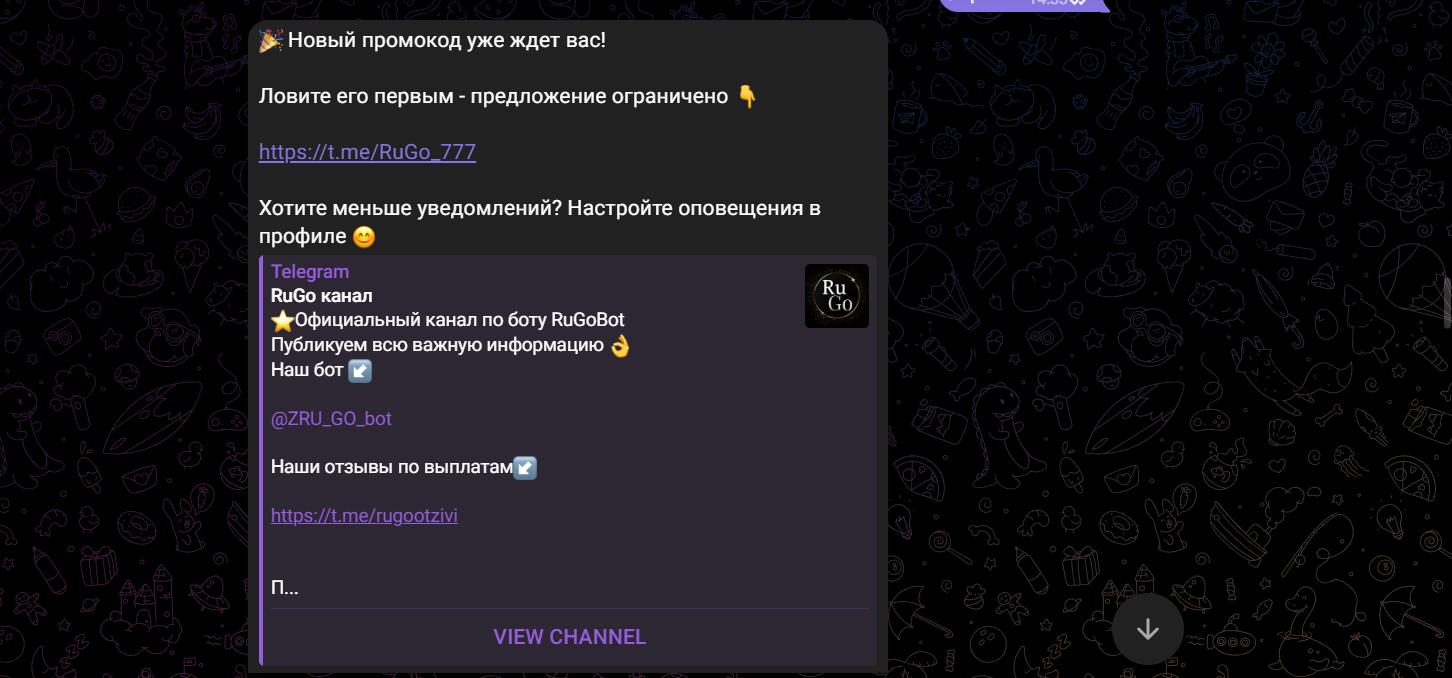 🎉 Новый промокод уже ждет вас!
Ловите его первым - предложение ограничено 👇
https://t.me/RuGo_777
Хотите меньше уведомлений? Настройте оповещения в
профиле 😊
Telegram
RuGo канал
⭐Официальный канал по боту RuGoBot
Публикуем всю важную информацию 👌
Наш бот ↙️
@ZRU_GO_bot
Наши отзывы по выплатам↙️
https://t.me/rugootzivi
П...
VIEW CHANNEL
Ru
Go